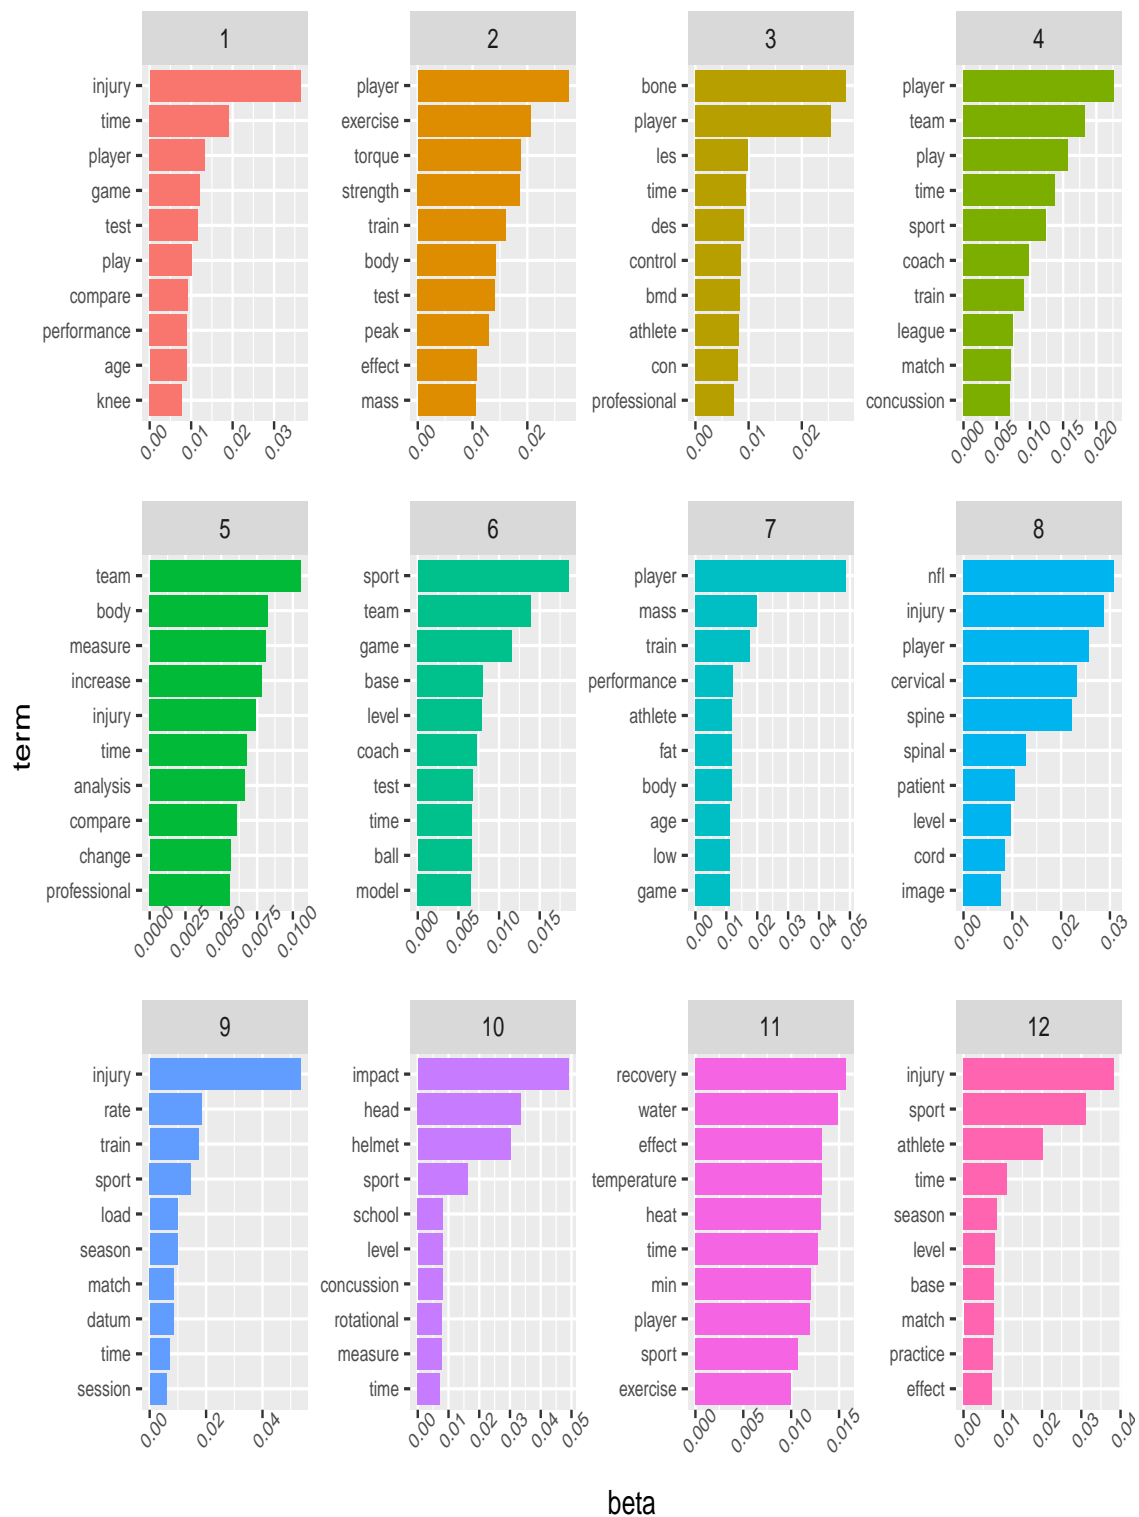 1
injury
time
player
game
test
play
compare
performance
age
knee
0.00 0.01 0.02 0.03
2
player
exercise
torque
strength
train
body
test
peak
effect
mass
0.00 0.01 0.02
3
bone
player
les
time
des
control
bmd
athlete
con
professional
0.00 0.01 0.02
4
player
team
play
time
sport
coach
train
league
match
concussion
0.000 0.005 0.010 0.015 0.020
5
team
body
measure
increase
injury
time
analysis
compare
change
professional
0.0000 0.0025 0.0050 0.0075 0.0100
6
sport
team
game
base
level
coach
test
time
ball
model
0.000 0.005 0.010 0.015
7
player
mass
train
performance
athlete
fat
body
age
low
game
0.00 0.01 0.02 0.03 0.04 0.05
8
nfl
injury
player
cervical
spine
spinal
patient
level
cord
image
0.00 0.01 0.02 0.03
9
injury
rate
train
sport
load
season
match
datum
time
session
0.00 0.02 0.04
10
impact
head
helmet
sport
school
level
concussion
rotational
measure
time
0.00 0.01 0.02 0.03 0.04 0.05
11
recovery
water
effect
temperature
heat
time
min
player
sport
exercise
0.000 0.005 0.010 0.015
12
injury
sport
athlete
time
season
level
base
match
practice
effect
0.00 0.01 0.02 0.03 0.04
term
beta